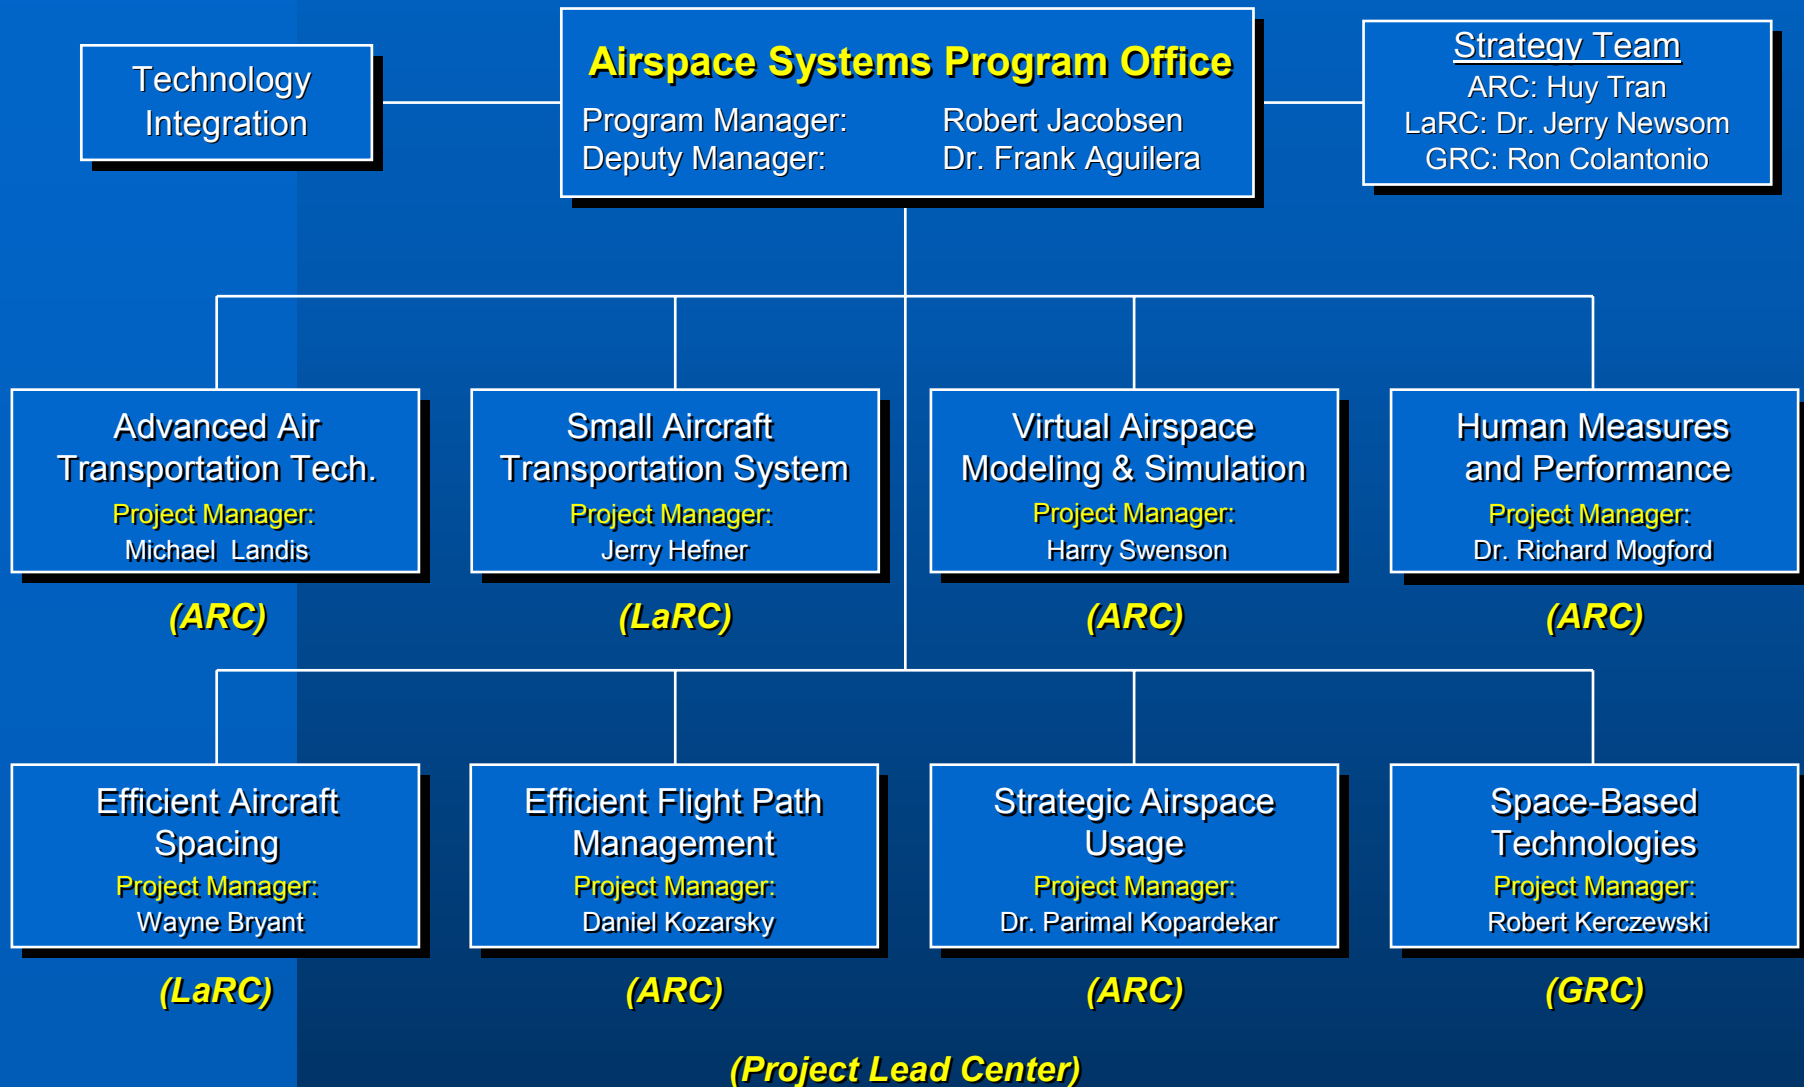 Technology
Integration
Airspace Systems Program Office
Program Manager: Robert Jacobsen
Deputy Manager: Dr. Frank Aguilera
Strategy Team
ARC: Huy Tran
LaRC: Dr. Jerry Newsom
GRC: Ron Colantonio
Advanced Air
Transportation Tech.
Project Manager:
Michael Landis
(ARC)
Small Aircraft
Transportation System
Project Manager:
Jerry Hefner
(LaRC)
Virtual Airspace
Modeling & Simulation
Project Manager:
Harry Swenson
(ARC)
Human Measures
and Performance
Project Manager:
Dr. Richard Mogford
(ARC)
Efficient Aircraft
Spacing
Project Manager:
Wayne Bryant
(LaRC)
Efficient Flight Path
Management
Project Manager:
Daniel Kozarsky
(ARC)
Strategic Airspace
Usage
Project Manager:
Dr. Parimal Kopardekar
(ARC)
Space-Based
Technologies
Project Manager:
Robert Kerczewski
(GRC)
(Project Lead Center)